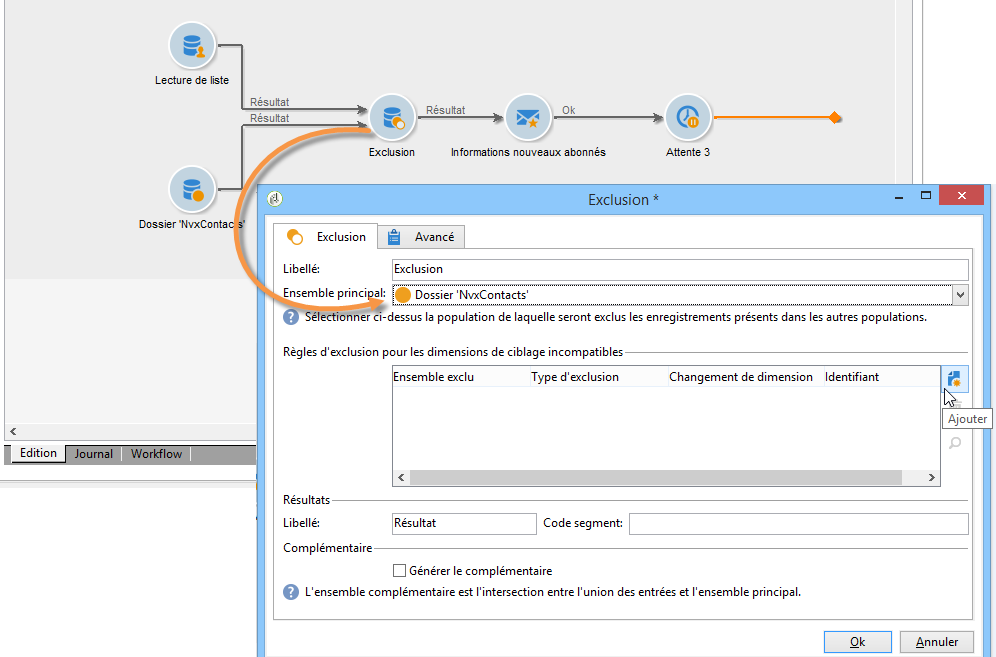 Lecture de liste
Résultat
Résultat
Exclusion
Résultat
Informations nouveaux abonnés
Ok
Attente 3
Dossier 'NvxContacts'
Exclusion *
Exclusion
Avancé
Libellé:
Exclusion
Ensemble principal:
Dossier 'NvxContacts'
Sélectionner ci-dessus la population de laquelle seront exclus les enregistrements présents dans les autres populations.
Règles d'exclusion pour les dimensions de ciblage incompatibles
Ensemble exclu Type d'exclusion Changement de dimension Identifiant
Ajouter
Edition Journal Workflow
Résultats
Libellé: Résultat Code segment:
Complémentaire
Générer le complémentaire
L'ensemble complémentaire est l'intersection entre l'union des entrées et l'ensemble principal.
Ok Annuler